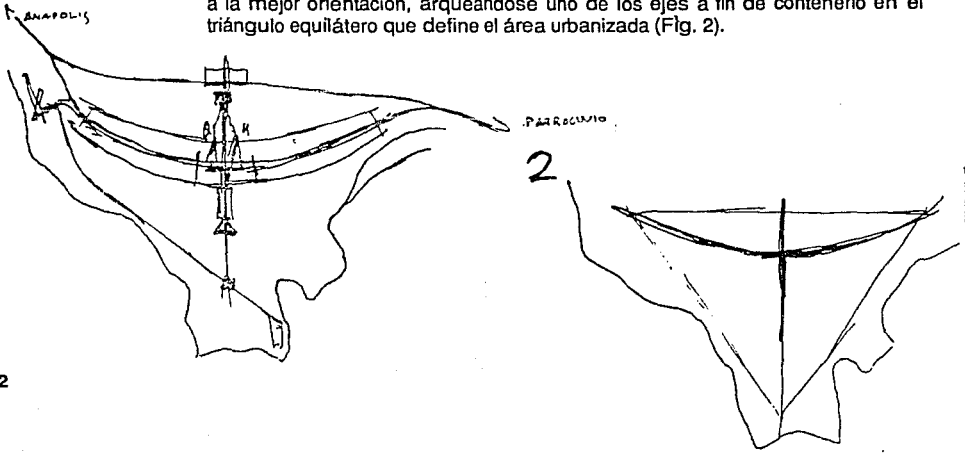 a la mejor orientación, arqueándose uno de los ejes a fin de contenerlo en el
triángulo equilátero que define el área urbanizada (Fig. 2).
ANAPOLIS
PATROCINIO
2
2